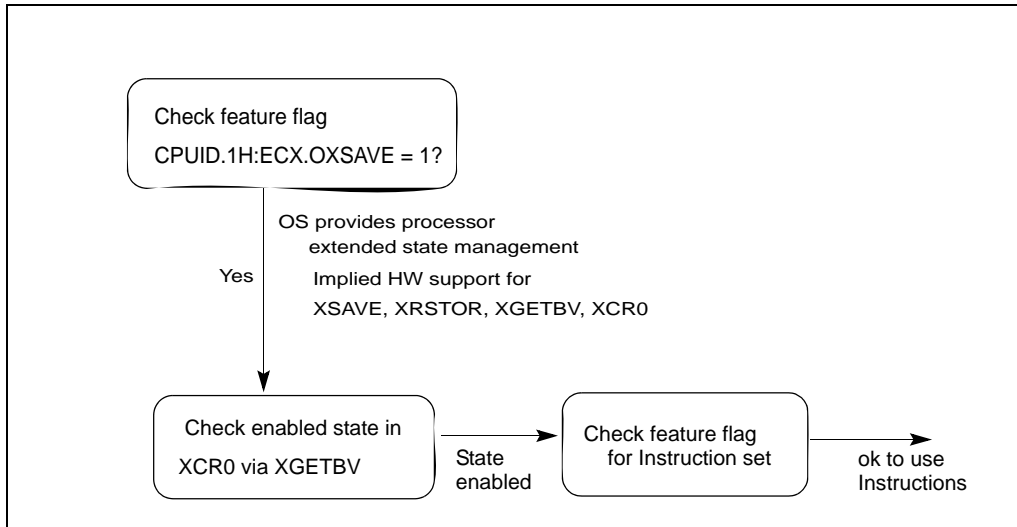 Check feature flag
CPUID.1H:ECX.OXSAVE = 1?
OS provides processor
extended state management
Yes
Implied HW support for
XSAVE, XRSTOR, XGETBV, XCR0
Check enabled state in
XCR0 via XGETBV
State
enabled
Check feature flag
for Instruction set
ok to use
Instructions